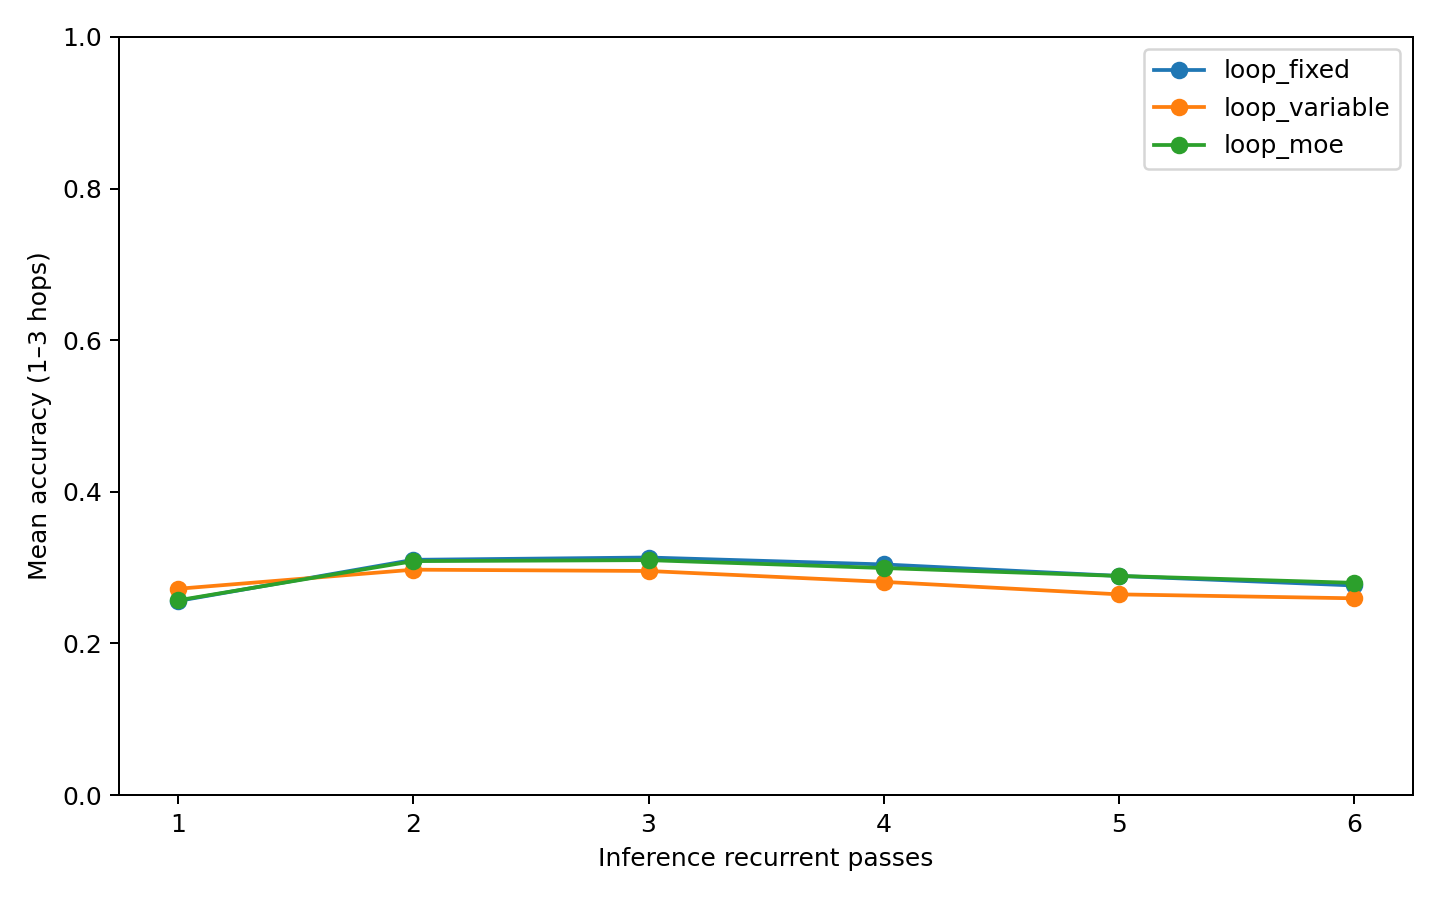 1.0
0.8
0.6
0.4
0.2
0.0
Mean accuracy (1–3 hops)
loop_fixed
loop_variable
loop_moe
1 2 3 4 5 6
Inference recurrent passes